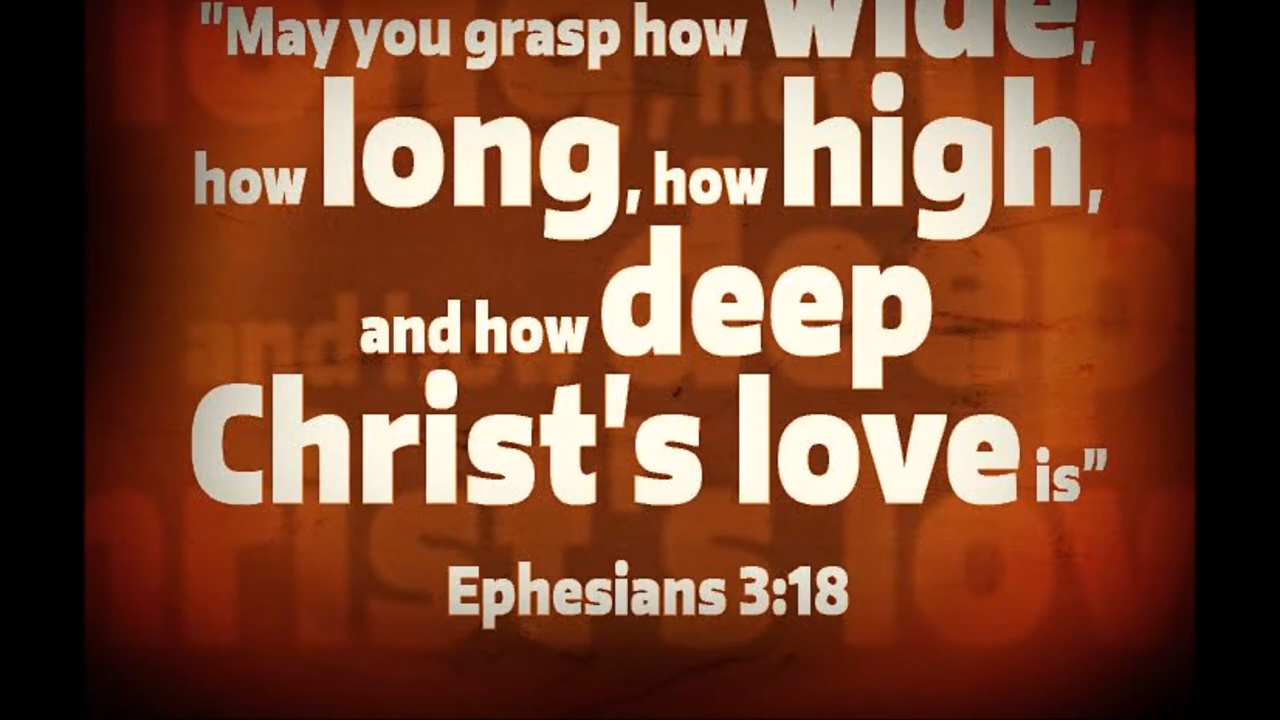 "May you grasp how wide,
how long, how high,
and how deep
Christ's love is”
Ephesians 3:18